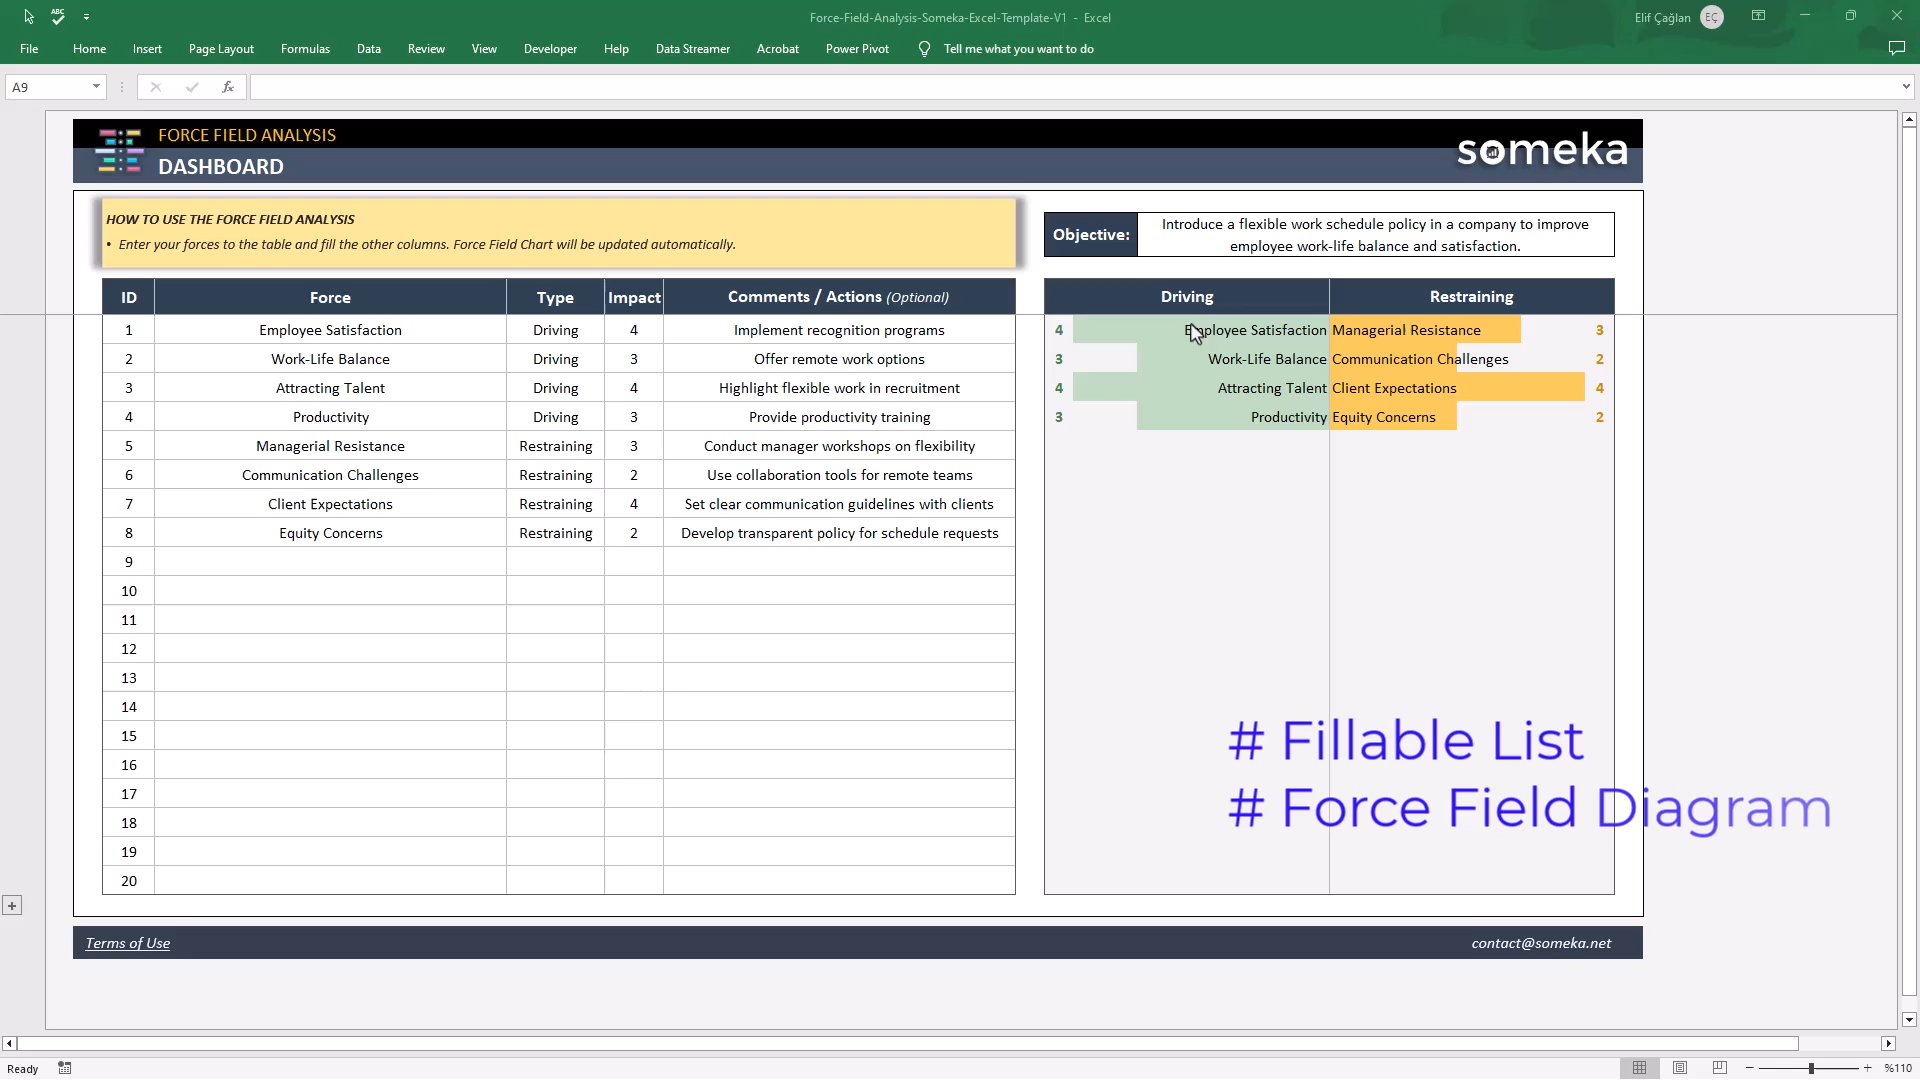 ABC
Force-Field-Analysis-Someka-Excel-Template-V1 - Excel
Elif Çağlan EÇ
File Home Insert Page Layout Formulas Data Review View Developer Help Data Streamer Acrobat Power Pivot Tell me what you want to do
A9 fx
FORCE FIELD ANALYSIS
DASHBOARD
someka
HOW TO USE THE FORCE FIELD ANALYSIS
• Enter your forces to the table and fill the other columns. Force Field Chart will be updated automatically.
Objective: Introduce a flexible work schedule policy in a company to improve
employee work-life balance and satisfaction.
ID Force Type Impact Comments / Actions (Optional)
1 Employee Satisfaction Driving 4 Implement recognition programs
2 Work-Life Balance Driving 3 Offer remote work options
3 Attracting Talent Driving 4 Highlight flexible work in recruitment
4 Productivity Driving 3 Provide productivity training
5 Managerial Resistance Restraining 3 Conduct manager workshops on flexibility
6 Communication Challenges Restraining 2 Use collaboration tools for remote teams
7 Client Expectations Restraining 4 Set clear communication guidelines with clients
8 Equity Concerns Restraining 2 Develop transparent policy for schedule requests
9
10
11
12
13
14
15
16
17
18
19
20
Driving Restraining
4 Employee Satisfaction Managerial Resistance 3
3 Work-Life Balance Communication Challenges 2
4 Attracting Talent Client Expectations 4
3 Productivity Equity Concerns 2
# Fillable List
# Force Field Diagram
Terms of Use
contact@someka.net
Ready
%110